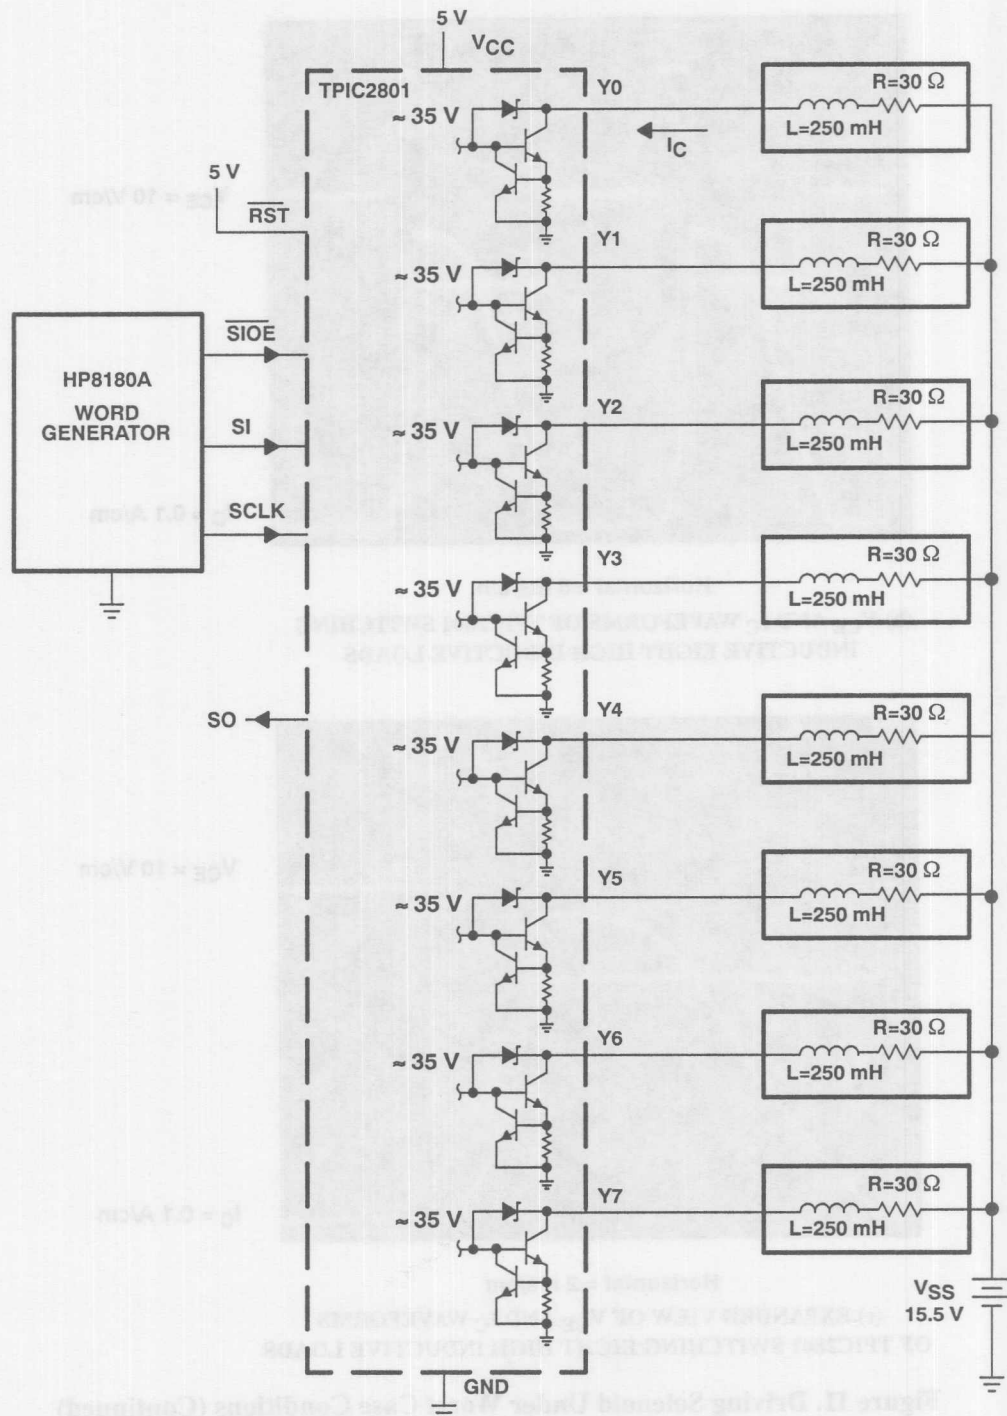 5 V
VCC
TPIC2801
Y0
R=30 Ω
≈ 35 V
IC
L=250 mH
5 V
RST
Y1
R=30 Ω
≈ 35 V
L=250 mH
SIOE
HP8180A
WORD
GENERATOR
Y2
R=30 Ω
SI
≈ 35 V
L=250 mH
SCLK
Y3
R=30 Ω
≈ 35 V
L=250 mH
SO
Y4
R=30 Ω
≈ 35 V
L=250 mH
Y5
R=30 Ω
≈ 35 V
L=250 mH
Y6
R=30 Ω
≈ 35 V
L=250 mH
Y7
R=30 Ω
≈ 35 V
L=250 mH
VSS
15.5 V
GND